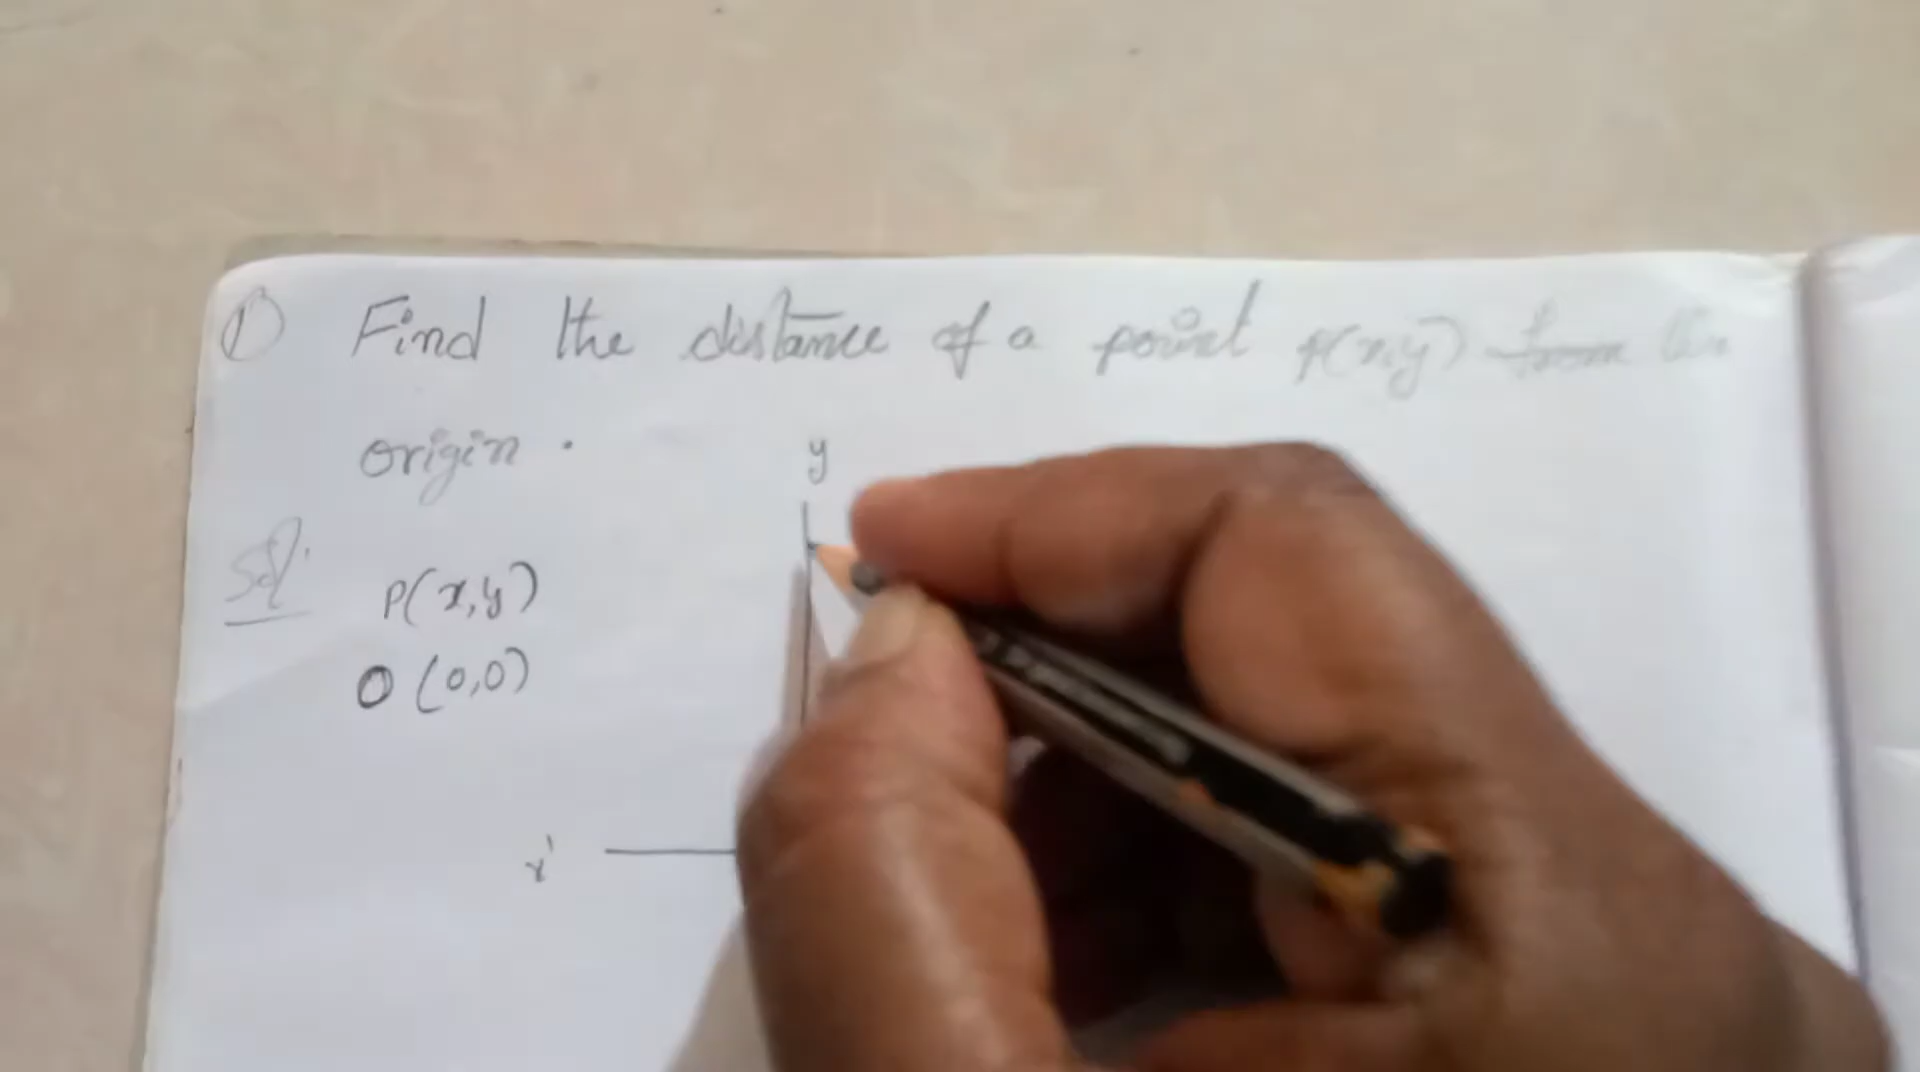 ① Find the distance of a point P(x,y) from the
origin.
y
Sol.
P(x,y)
O(0,0)
x'